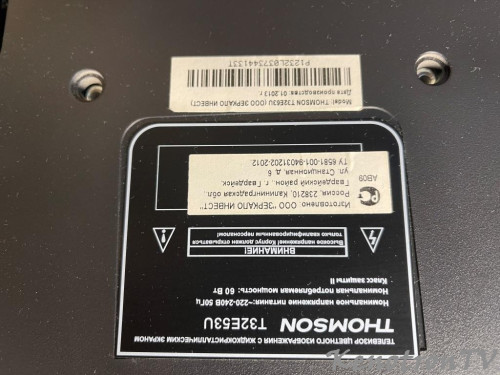 ТЕЛЕВИЗОР ЦВЕТНОГО ИЗОБРАЖЕНИЯ С ЖИДКОКРИСТАЛЛИЧЕСКИМ ЭКРАНОМ
THOMSON T32E53U
Номинальное напряжение питания: 220-240В 50Гц
Номинальная потребляемая мощность: 60 Вт
Класс защиты II
ВНИМАНИЕ!
Высокое напряжение! Корпус должен открываться
только квалифицированным персоналом!
Изготовлено: ООО "ЗЕРКАЛО ИНВЕСТ"
Россия, 238210, Калининградская обл.
Гвардейский район, г. Гвардейск
ул. Станционная, д. 6
ТУ 6581-001-94031202-2012
АВ09
Model: THOMSON T32E53U (ООО ЗЕРКАЛО ИНВЕСТ)
Дата производства: 01.2013 г.